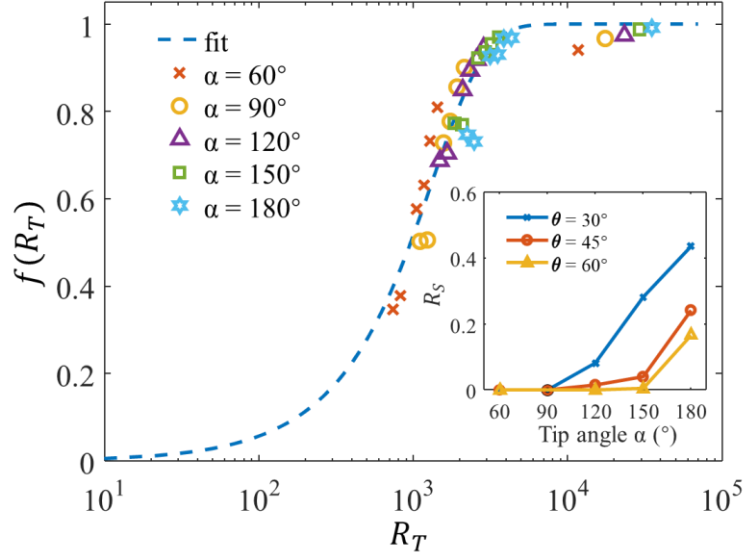 1
0.8
0.6
0.4
0.2
0
f(R_T)
fit
α = 60°
α = 90°
α = 120°
α = 150°
α = 180°
0.6
0.4
0.2
0
R_S
θ = 30°
θ = 45°
θ = 60°
60 90 120 150 180
Tip angle α (°)
10^1 10^2 10^3 10^4 10^5
R_T